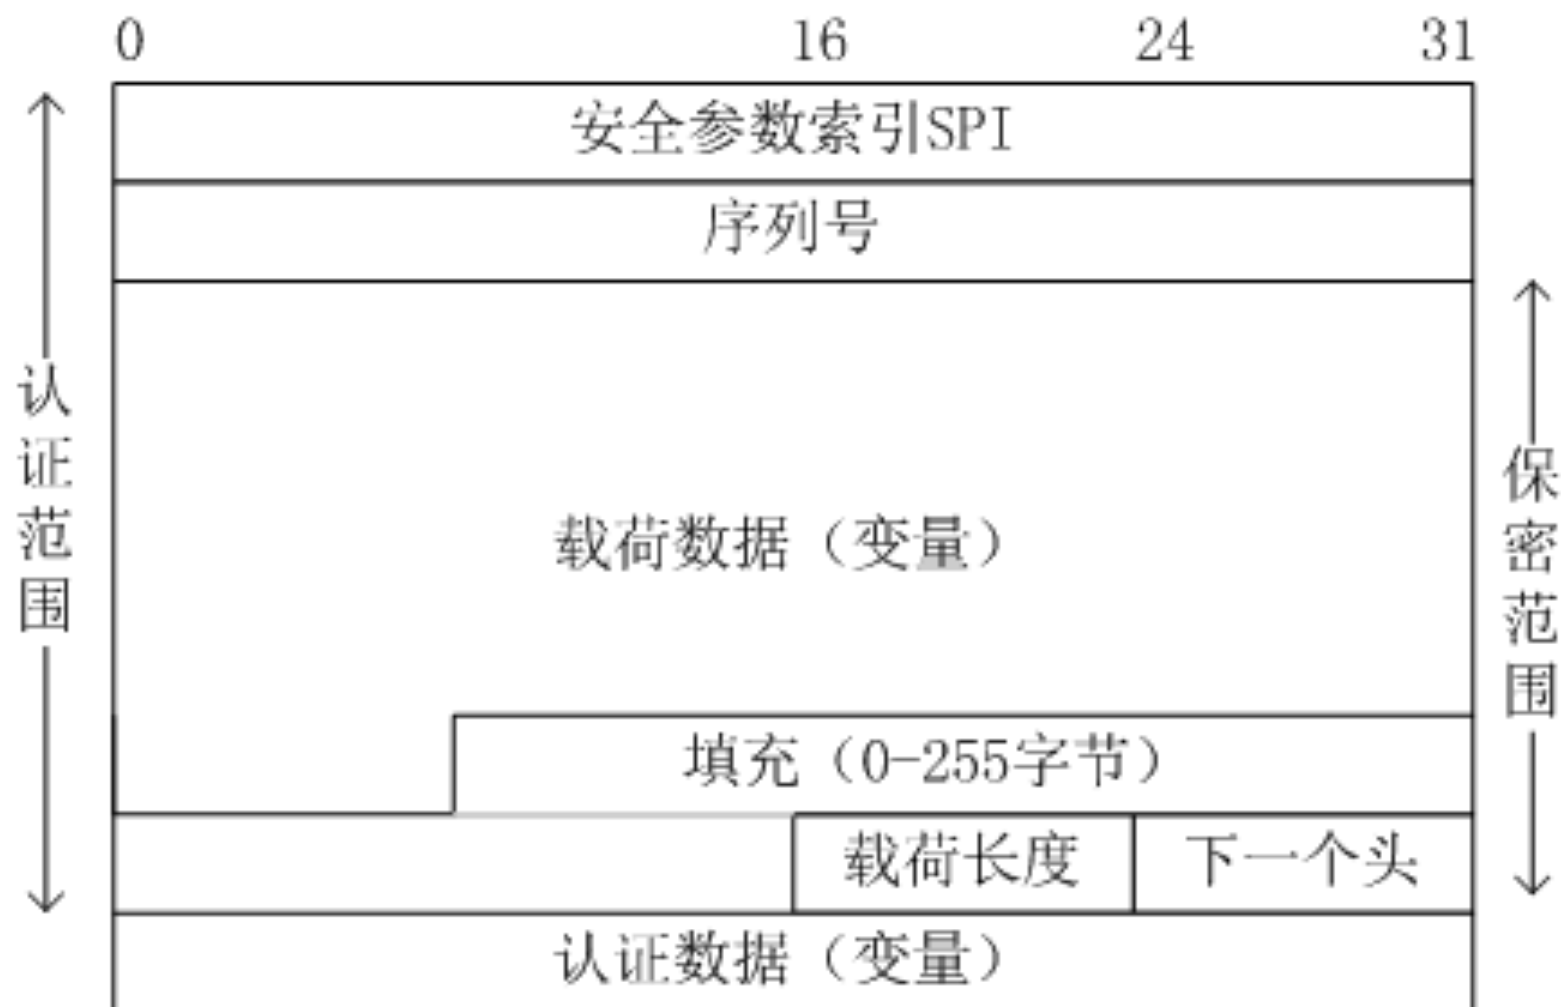 0 16 24 31
安全参数索引SPI
序列号
认证范围
保密范围
载荷数据（变量）
填充（0-255字节）
载荷长度 下一个头
认证数据（变量）